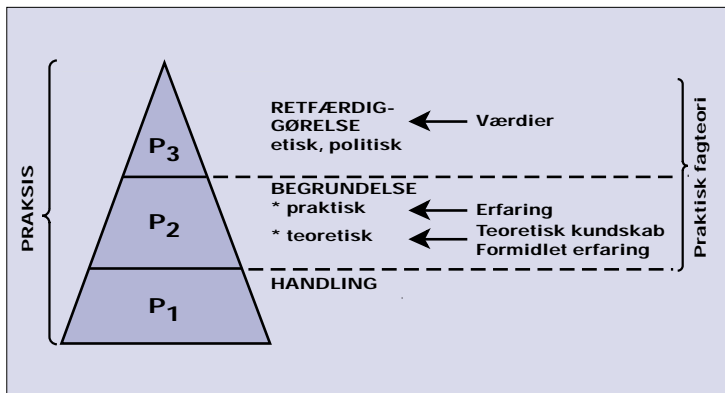 PRAKSIS
P3
P2
P1
RETFÆRDIG-
GØRELSE
etisk, politisk
Værdier
BEGRUNDELSE
* praktisk
Erfaring
* teoretisk
Teoretisk kundskab
Formidlet erfaring
HANDLING
Praktisk fagteori